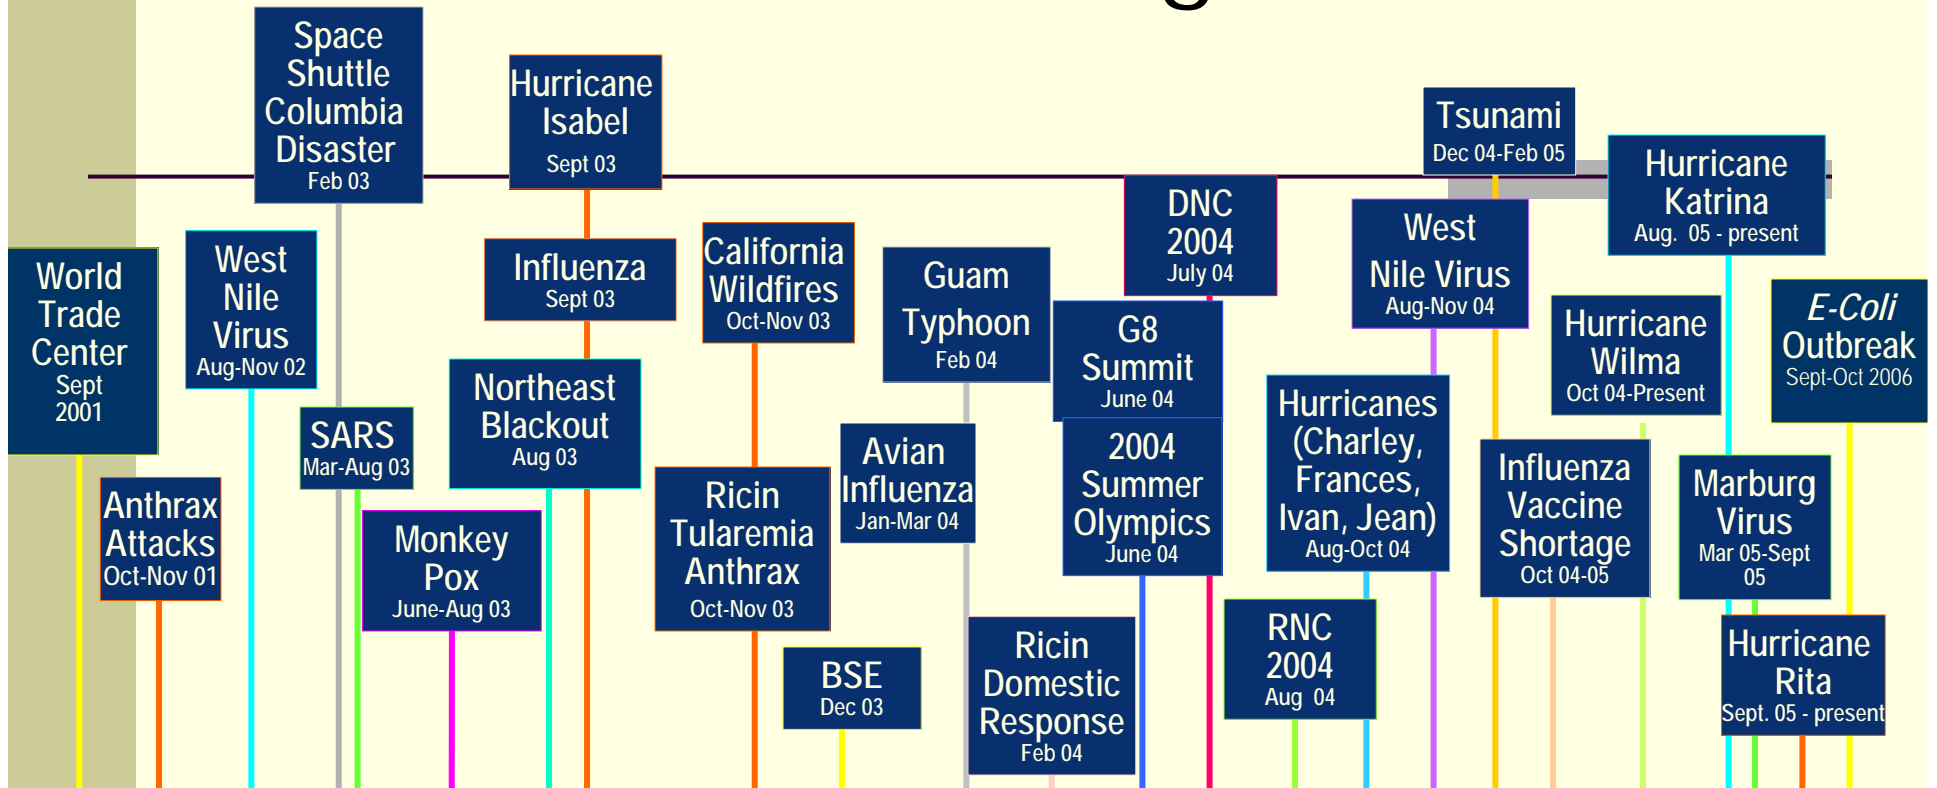 Space
Shuttle
Columbia
Disaster
Feb 03
Hurricane
Isabel
Sept 03
Tsunami
Dec 04-Feb 05
Hurricane
Katrina
Aug. 05 - present
DNC
2004
July 04
West
Nile Virus
Aug-Nov 04
World
Trade
Center
Sept
2001
West
Nile
Virus
Aug-Nov 02
Influenza
Sept 03
California
Wildfires
Oct-Nov 03
Guam
Typhoon
Feb 04
G8
Summit
June 04
Hurricane
Wilma
Oct 04-Present
E-Coli
Outbreak
Sept-Oct 2006
SARS
Mar-Aug 03
Northeast
Blackout
Aug 03
Avian
Influenza
Jan-Mar 04
2004
Summer
Olympics
June 04
Hurricanes
(Charley,
Frances,
Ivan, Jean)
Aug-Oct 04
Influenza
Vaccine
Shortage
Oct 04-05
Marburg
Virus
Mar 05-Sept
05
Anthrax
Attacks
Oct-Nov 01
Monkey
Pox
June-Aug 03
Ricin
Tularemia
Anthrax
Oct-Nov 03
BSE
Dec 03
Ricin
Domestic
Response
Feb 04
RNC
2004
Aug 04
Hurricane
Rita
Sept. 05 - present